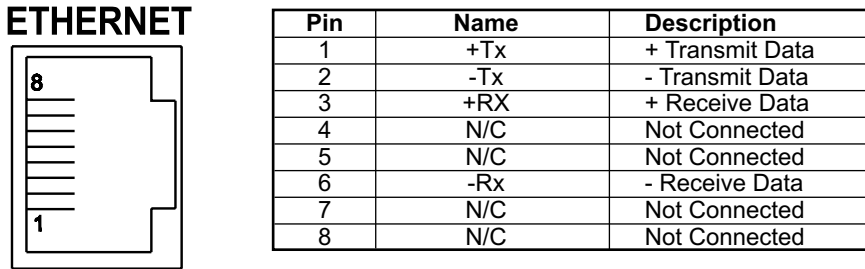 ETHERNET
8
1
Pin Name Description
1 +Tx + Transmit Data
2 -Tx - Transmit Data
3 +RX + Receive Data
4 N/C Not Connected
5 N/C Not Connected
6 -Rx - Receive Data
7 N/C Not Connected
8 N/C Not Connected